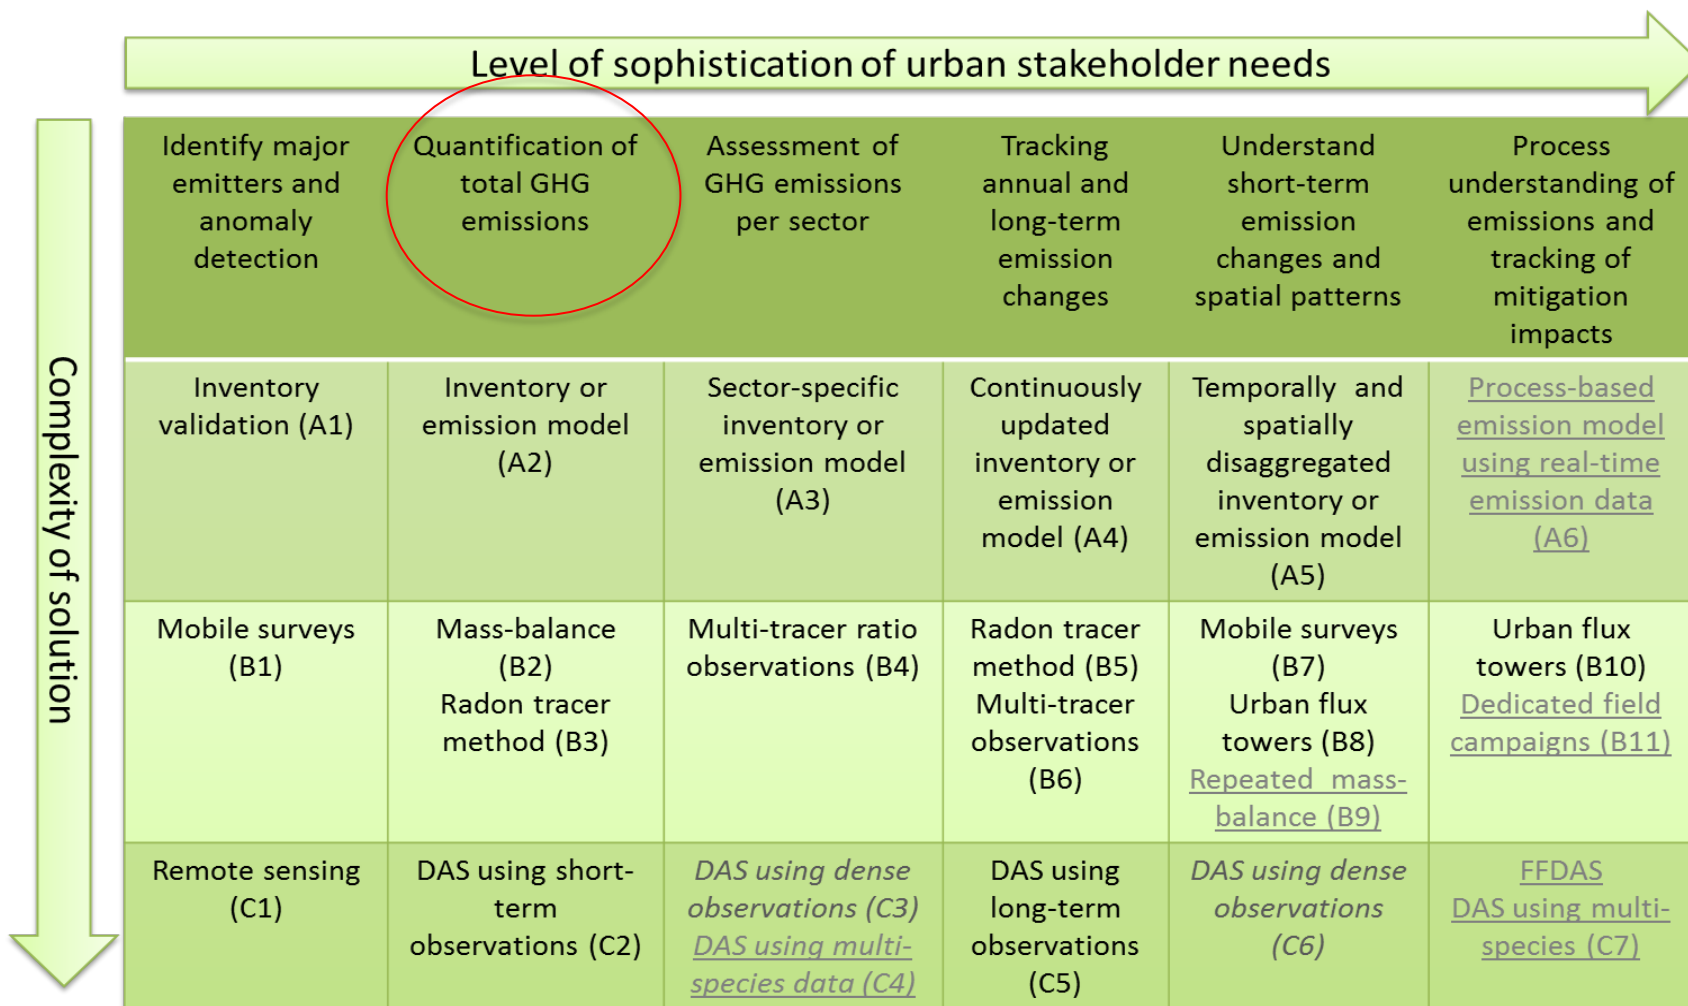 Level of sophistication of urban stakeholder needs
Complexity of solution
Identify major
emitters and
anomaly
detection
Quantification of
total GHG
emissions
Assessment of
GHG emissions
per sector
Tracking
annual and
long-term
emission
changes
Understand
short-term
emission
changes and
spatial patterns
Process
understanding of
emissions and
tracking of
mitigation
impacts
Inventory
validation (A1)
Inventory or
emission model
(A2)
Sector-specific
inventory or
emission model
(A3)
Continuously
updated
inventory or
emission
model (A4)
Temporally and
spatially
disaggregated
inventory or
emission model
(A5)
Process-based
emission model
using real-time
emission data
(A6)
Mobile surveys
(B1)
Mass-balance
(B2)
Radon tracer
method (B3)
Multi-tracer ratio
observations (B4)
Radon tracer
method (B5)
Multi-tracer
observations
(B6)
Mobile surveys
(B7)
Urban flux
towers (B8)
Repeated mass-
balance (B9)
Urban flux
towers (B10)
Dedicated field
campaigns (B11)
Remote sensing
(C1)
DAS using short-
term
observations (C2)
DAS using dense
observations (C3)
DAS using multi-
species data (C4)
DAS using
long-term
observations
(C5)
DAS using dense
observations
(C6)
FFDAS
DAS using multi-
species (C7)